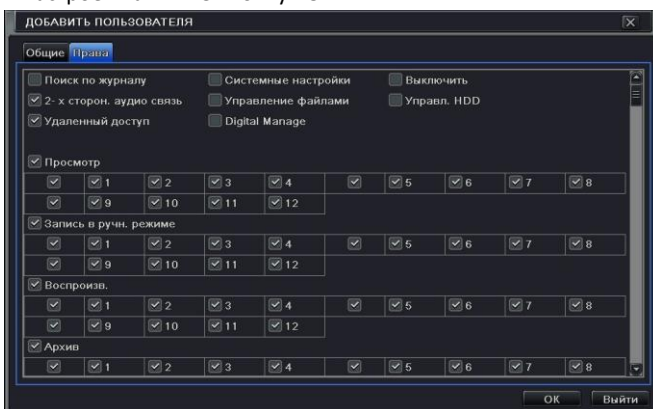 ДОБАВИТЬ ПОЛЬЗОВАТЕЛЯ
Общие Права
Поиск по журналу Системные настройки Выключить
2- х сторон. аудио связь Управление файлами Управл. HDD
Удаленный доступ Digital Manage
Просмотр
1 2 3 4 5 6 7 8
9 10 11 12
Запись в ручн. режиме
1 2 3 4 5 6 7 8
9 10 11 12
Воспроизв.
1 2 3 4 5 6 7 8
9 10 11 12
Архив
1 2 3 4 5 6 7 8
ОК Выйти